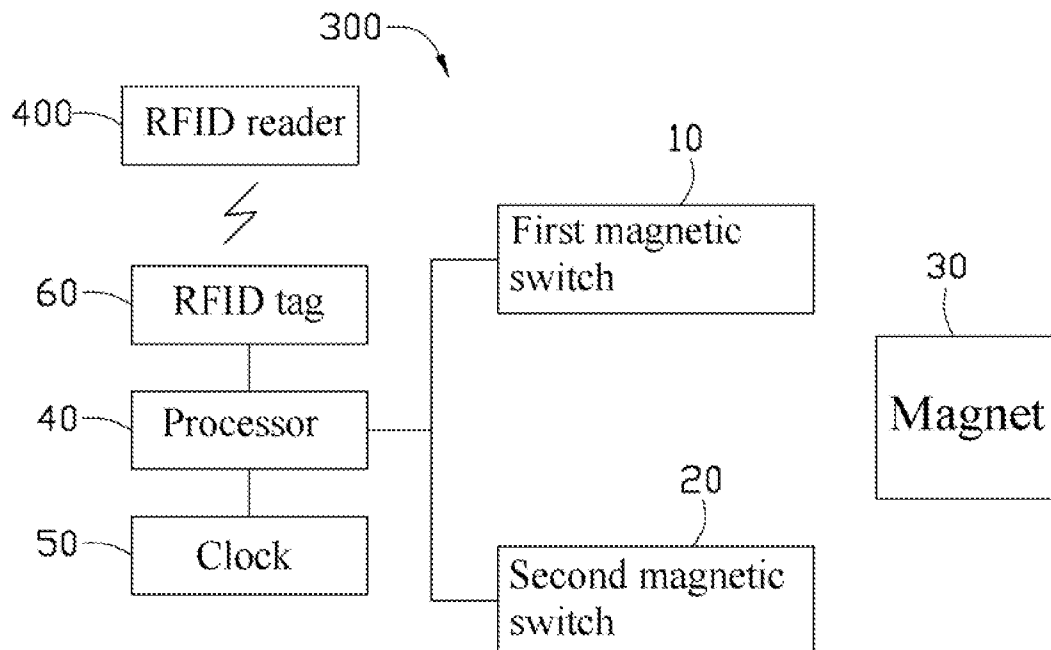 300
400
RFID reader
10
First magnetic
switch
60
RFID tag
30
Magnet
40
Processor
20
Second magnetic
switch
50
Clock